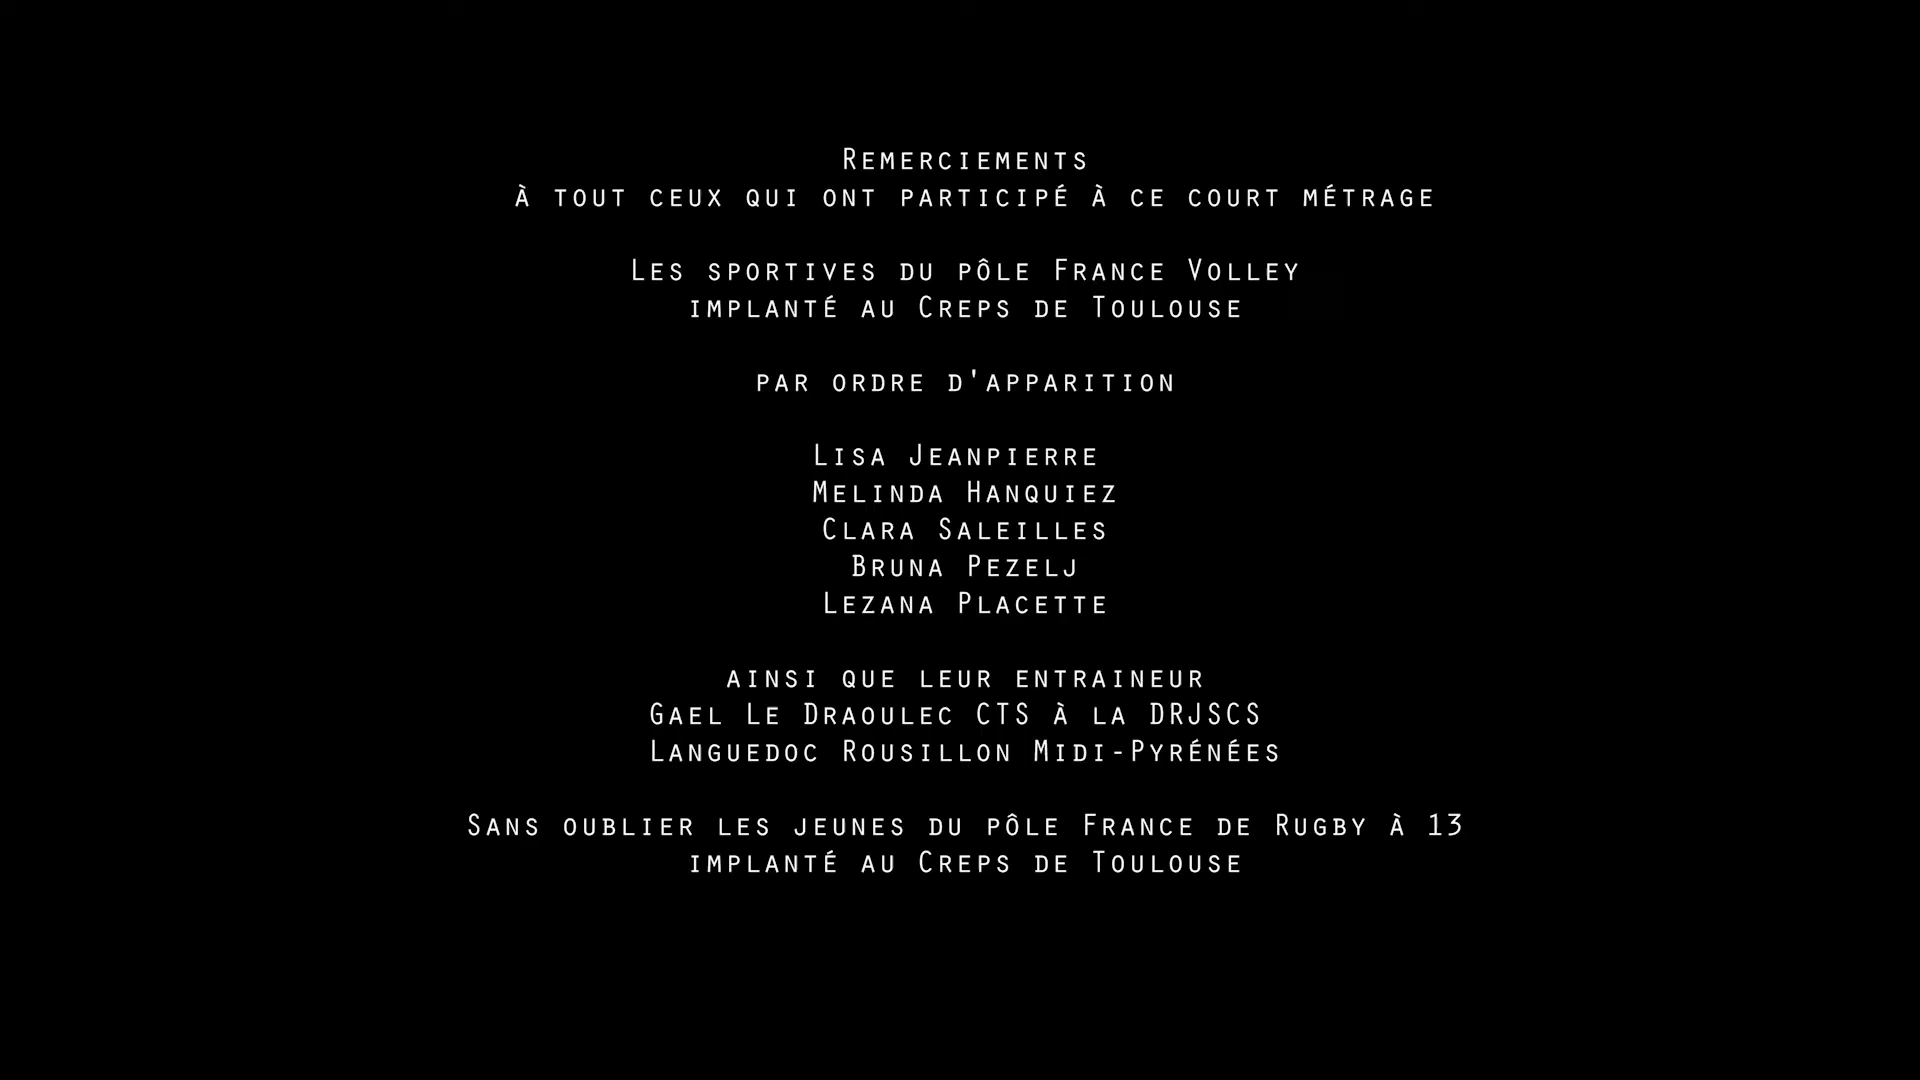 Remerciements
à tout ceux qui ont participé à ce court métrage
Les sportives du pôle France Volley
implanté au Creps de Toulouse
par ordre d'apparition
Lisa Jeanpierre
Melinda Hanquiez
Clara Saleilles
Bruna Pezelj
Lezana Placette
ainsi que leur entraineur
Gael Le Draoulec CTS à la DRJSCS
Languedoc Rousillon Midi-Pyrénées
Sans oublier les jeunes du pôle France de Rugby à 13
implanté au Creps de Toulouse